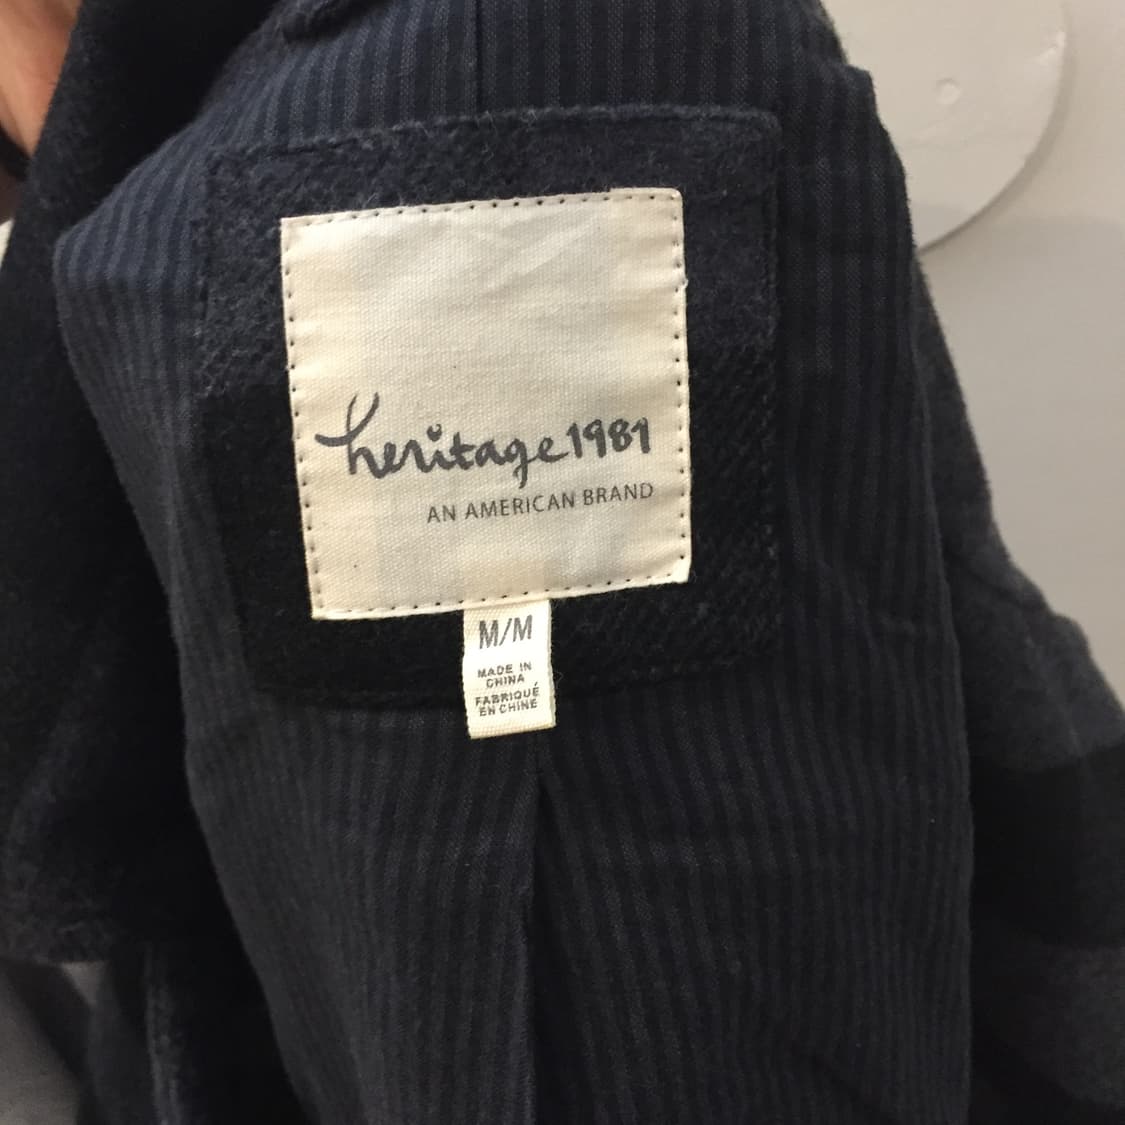 heritage1981
AN AMERICAN BRAND
M/M
MADE IN
CHINA
FABRIQUÉ
EN CHINE